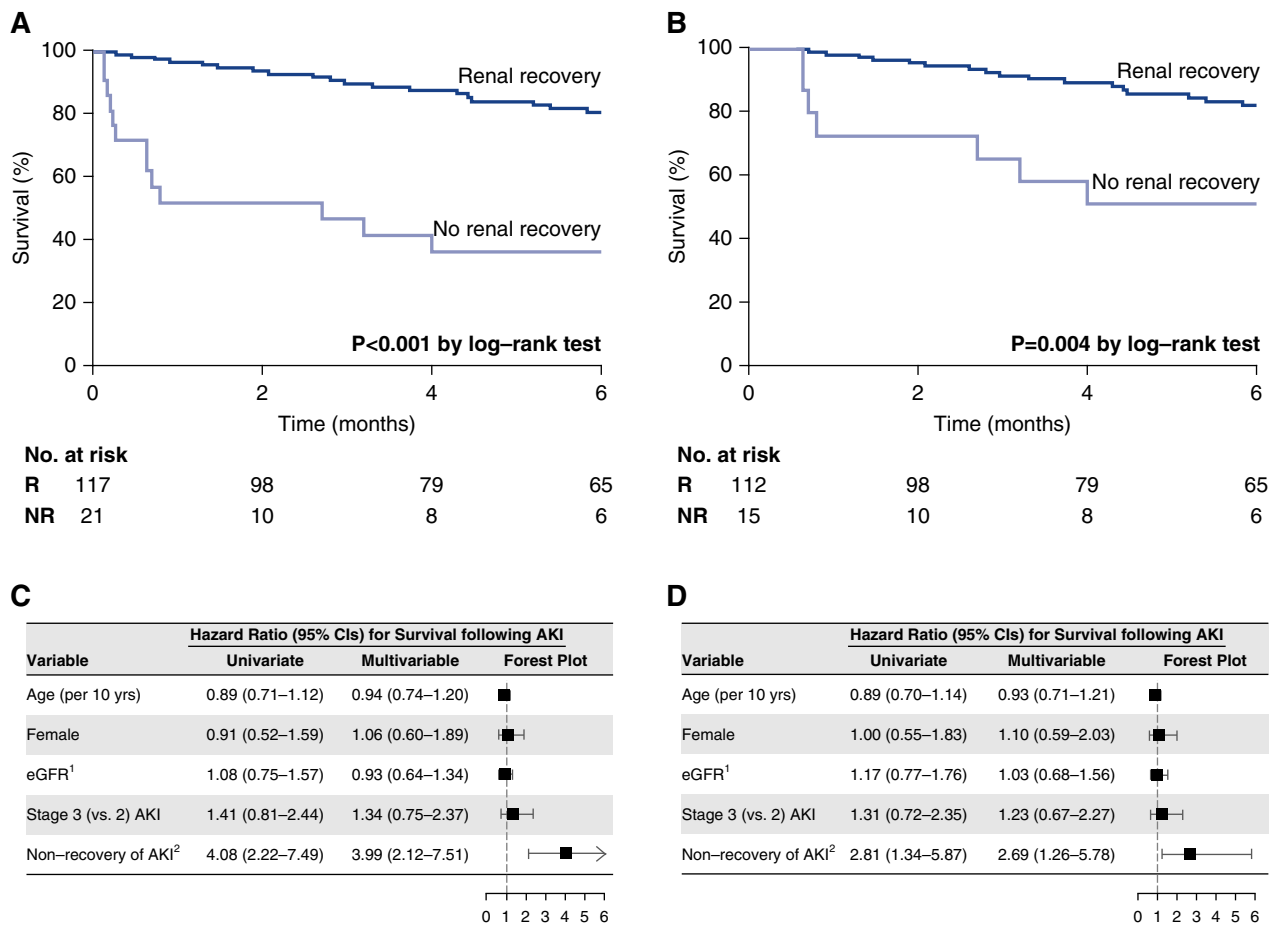 A
100
80
60
40
20
0
Survival (%)
Renal recovery
No renal recovery
P<0.001 by log–rank test
0 2 4 6
Time (months)
No. at risk
R 117 98 79 65
NR 21 10 8 6
B
100
80
60
40
20
0
Survival (%)
Renal recovery
No renal recovery
P=0.004 by log–rank test
0 2 4 6
Time (months)
No. at risk
R 112 98 79 65
NR 15 10 8 6
C
Hazard Ratio (95% CIs) for Survival following AKI
Variable Univariate Multivariable Forest Plot
Age (per 10 yrs) 0.89 (0.71–1.12) 0.94 (0.74–1.20)
Female 0.91 (0.52–1.59) 1.06 (0.60–1.89)
eGFR¹ 1.08 (0.75–1.57) 0.93 (0.64–1.34)
Stage 3 (vs. 2) AKI 1.41 (0.81–2.44) 1.34 (0.75–2.37)
Non–recovery of AKI² 4.08 (2.22–7.49) 3.99 (2.12–7.51)
0 1 2 3 4 5 6
D
Hazard Ratio (95% CIs) for Survival following AKI
Variable Univariate Multivariable Forest Plot
Age (per 10 yrs) 0.89 (0.70–1.14) 0.93 (0.71–1.21)
Female 1.00 (0.55–1.83) 1.10 (0.59–2.03)
eGFR¹ 1.17 (0.77–1.76) 1.03 (0.68–1.56)
Stage 3 (vs. 2) AKI 1.31 (0.72–2.35) 1.23 (0.67–2.27)
Non–recovery of AKI² 2.81 (1.34–5.87) 2.69 (1.26–5.78)
0 1 2 3 4 5 6